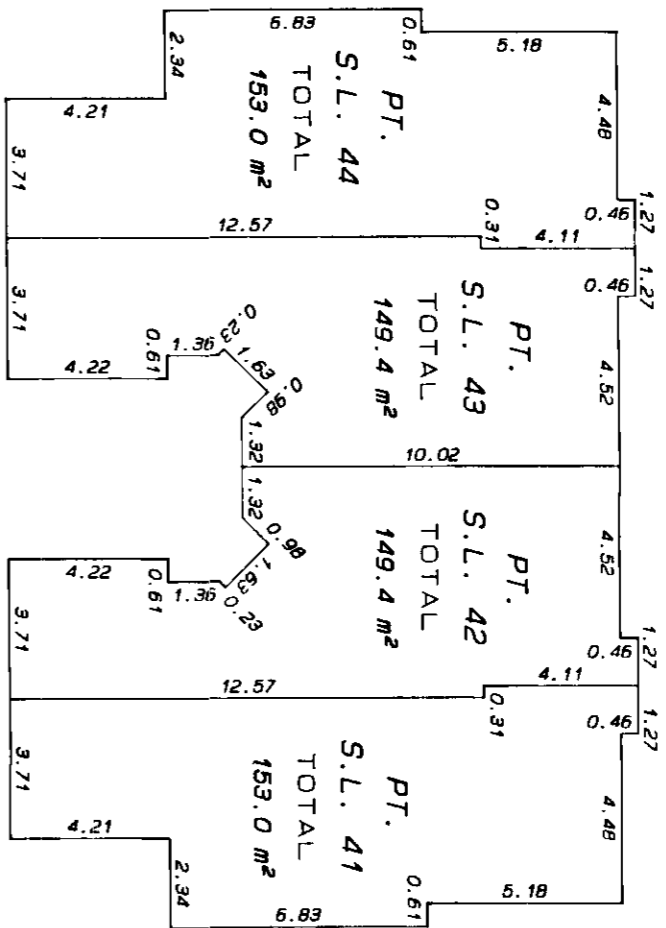 6.83
0.61
5.18
2.34
4.21
3.71
PT.
S.L. 44
TOTAL
153.0 m²
4.48
1.27
0.46
12.57
0.31
4.11
1.27
0.46
3.71
4.22
0.61
1.36
0.23
1.63
0.98
1.32
PT.
S.L. 43
TOTAL
149.4 m²
4.52
10.02
1.32
0.98
1.63
0.23
1.36
0.61
4.22
3.71
PT.
S.L. 42
TOTAL
149.4 m²
4.52
1.27
0.46
12.57
0.31
4.11
1.27
0.46
3.71
4.21
2.34
PT.
S.L. 41
TOTAL
153.0 m²
4.48
6.83
0.61
5.18